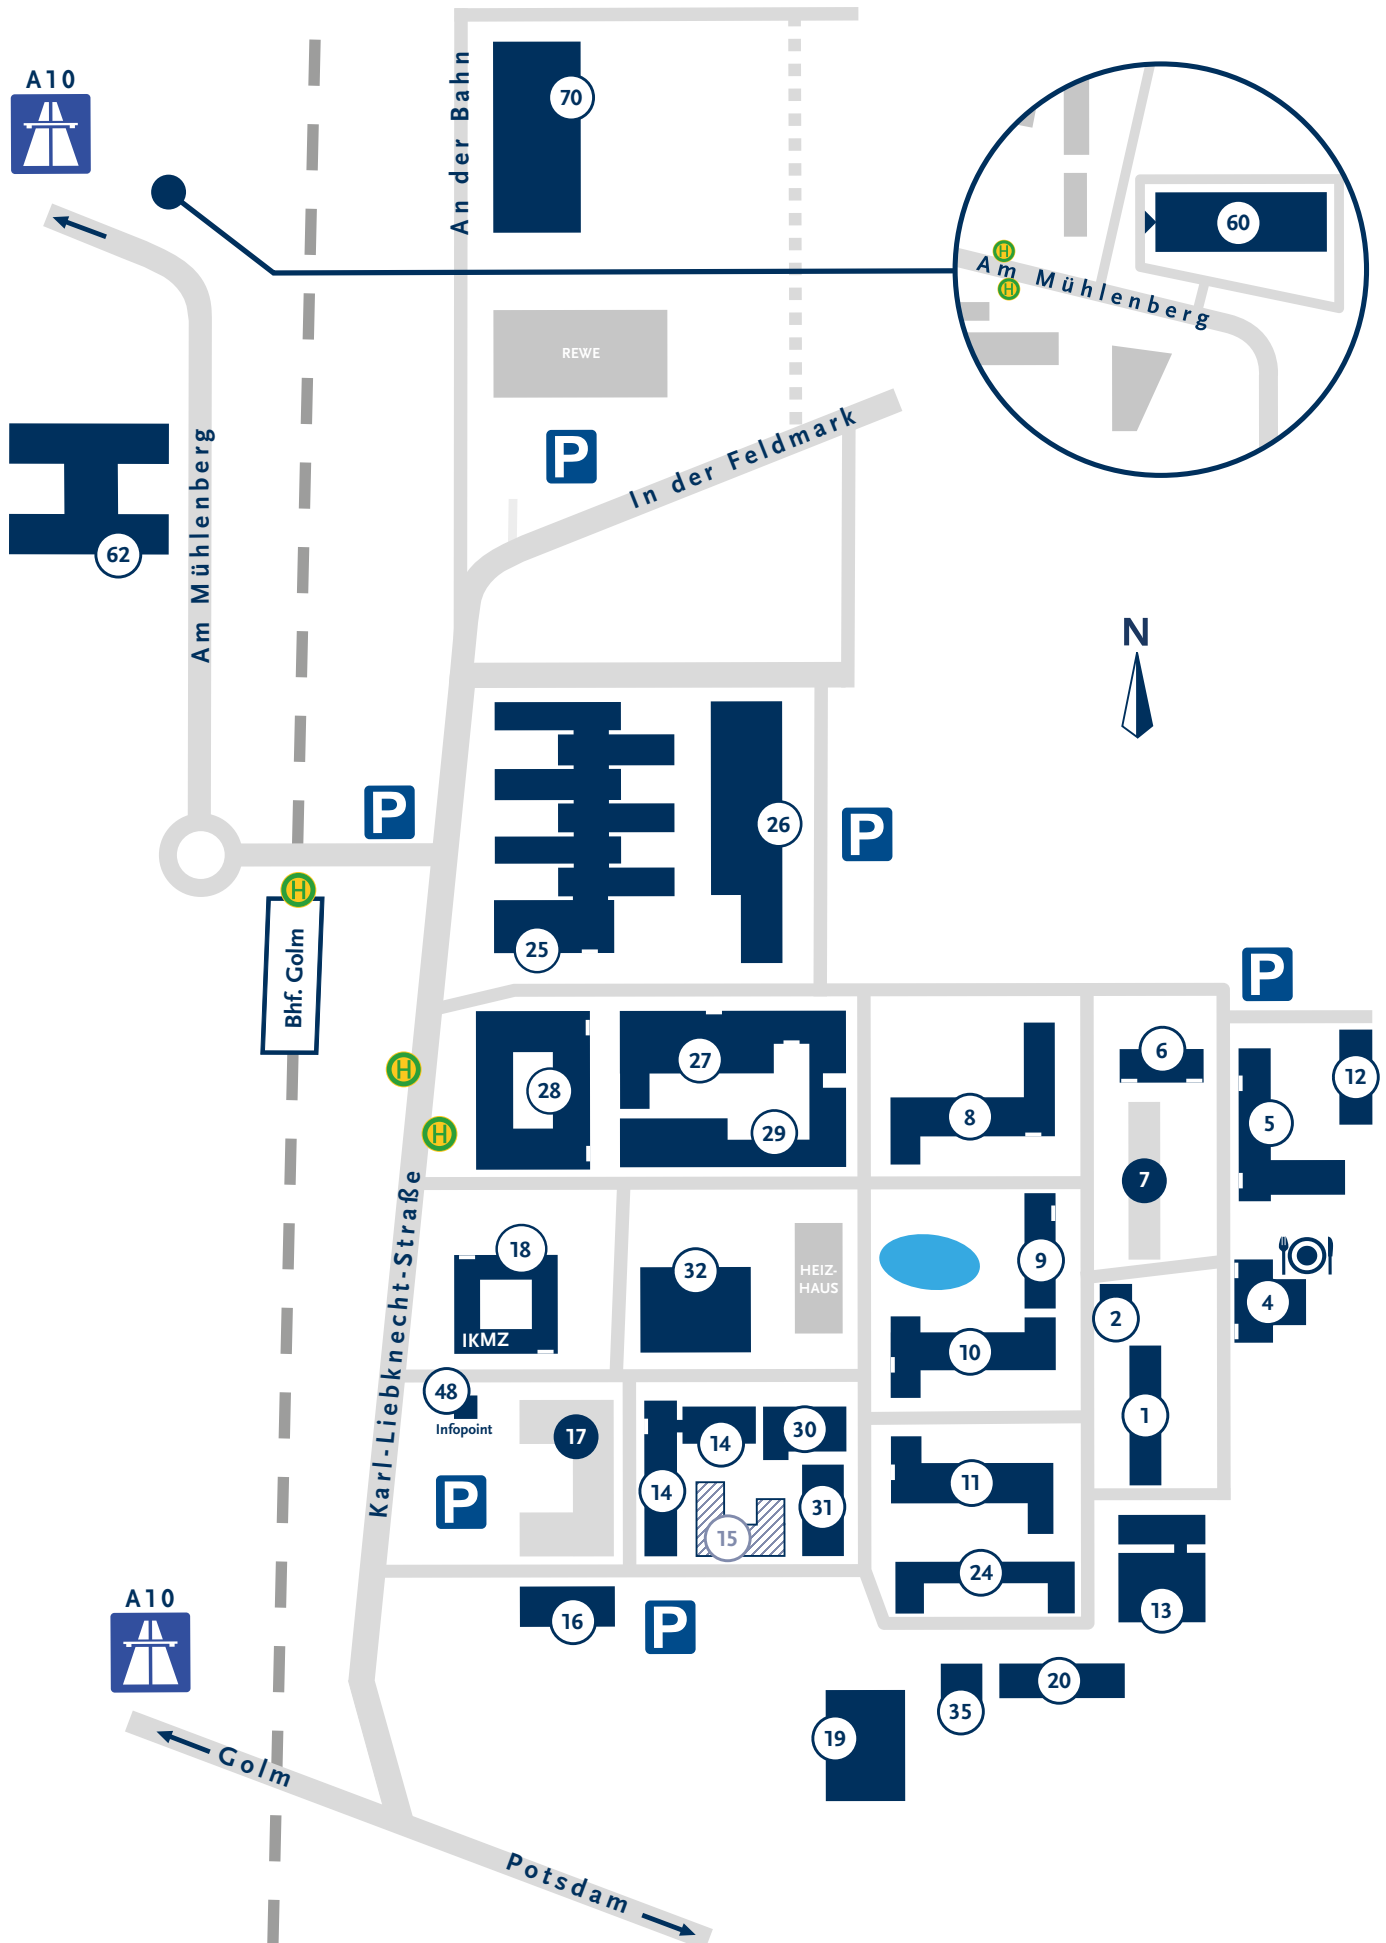 A10
An der Bahn
70
60
Am Mühlenberg
H
H
REWE
P
In der Feldmark
Am Mühlenberg
62
N
P
26
P
25
H
Bhf. Golm
P
6
12
27
28
H
5
8
29
H
7
18
32
9
HEIZ-
HAUS
4
2
IKMZ
10
48
Infopoint
1
17
14
30
Karl-Liebknecht-Straße
P
14
11
31
15
24
A10
16
P
13
20
35
19
Golm
Potsdam